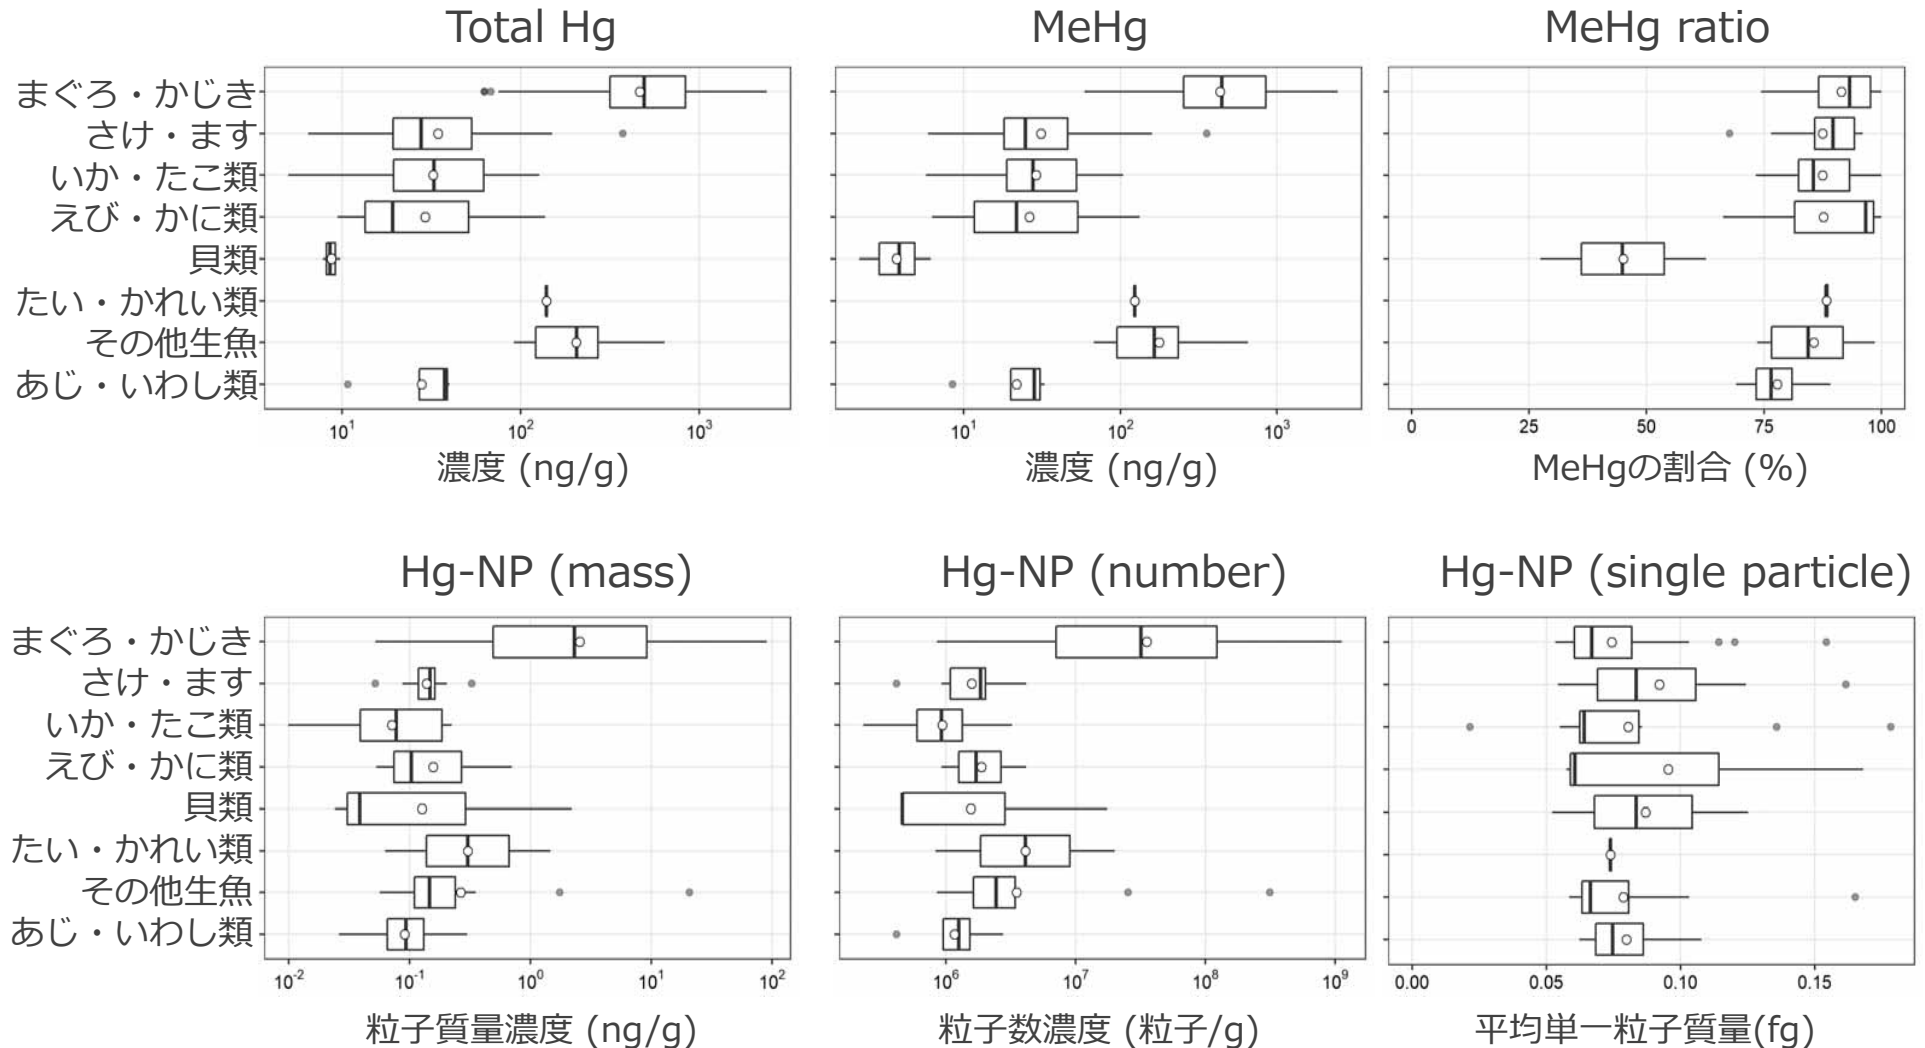 Total Hg
MeHg
MeHg ratio
まぐろ・かじき
さけ・ます
いか・たこ類
えび・かに類
貝類
たい・かれい類
その他生魚
あじ・いわし類
10¹ 10² 10³
10¹ 10² 10³
0 25 50 75 100
濃度 (ng/g)
濃度 (ng/g)
MeHgの割合 (%)
Hg-NP (mass)
Hg-NP (number)
Hg-NP (single particle)
まぐろ・かじき
さけ・ます
いか・たこ類
えび・かに類
貝類
たい・かれい類
その他生魚
あじ・いわし類
10⁻² 10⁻¹ 10⁰ 10¹ 10²
10⁶ 10⁷ 10⁸ 10⁹
0.00 0.05 0.10 0.15
粒子質量濃度 (ng/g)
粒子数濃度 (粒子/g)
平均単一粒子質量(fg)